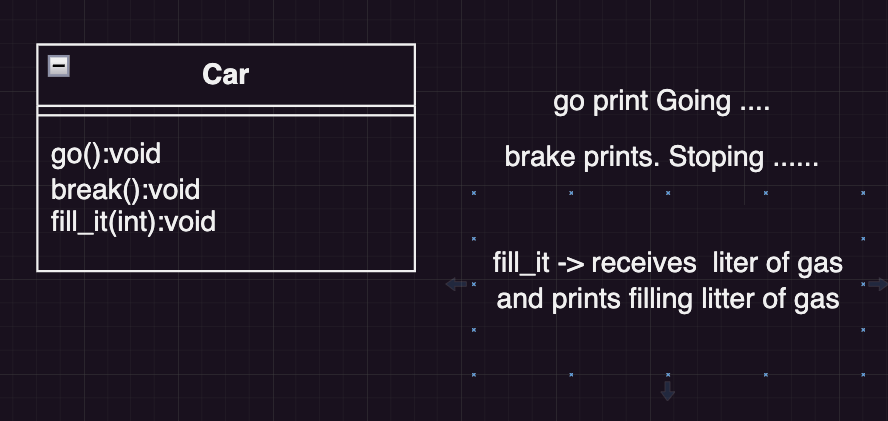 Car
go():void
break():void
fill_it(int):void
go print Going ....
brake prints. Stoping ......
fill_it -> receives  liter of gas
and prints filling litter of gas